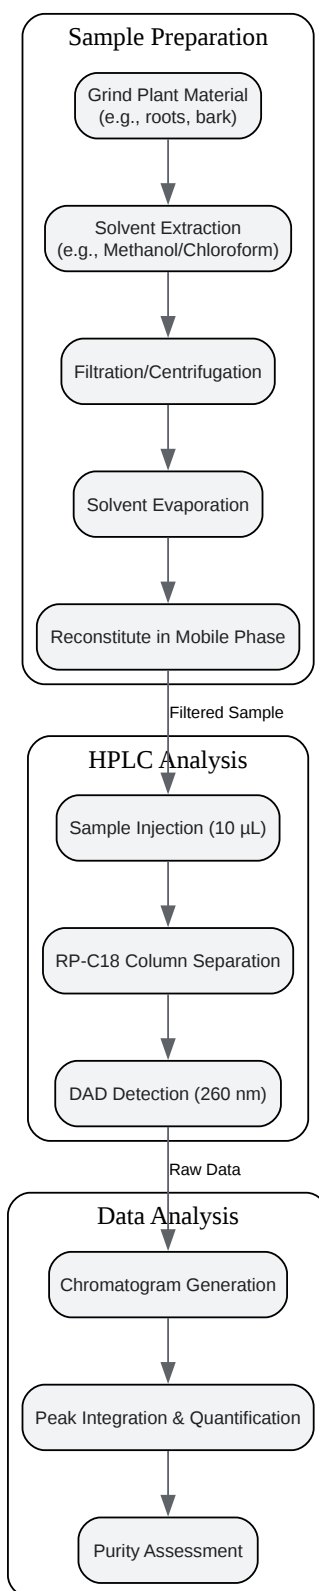 Sample Preparation
Grind Plant Material
(e.g., roots, bark)
Solvent Extraction
(e.g., Methanol/Chloroform)
Filtration/Centrifugation
Solvent Evaporation
Reconstitute in Mobile Phase
Filtered Sample
HPLC Analysis
Sample Injection (10 µL)
RP-C18 Column Separation
DAD Detection (260 nm)
Raw Data
Data Analysis
Chromatogram Generation
Peak Integration & Quantification
Purity Assessment